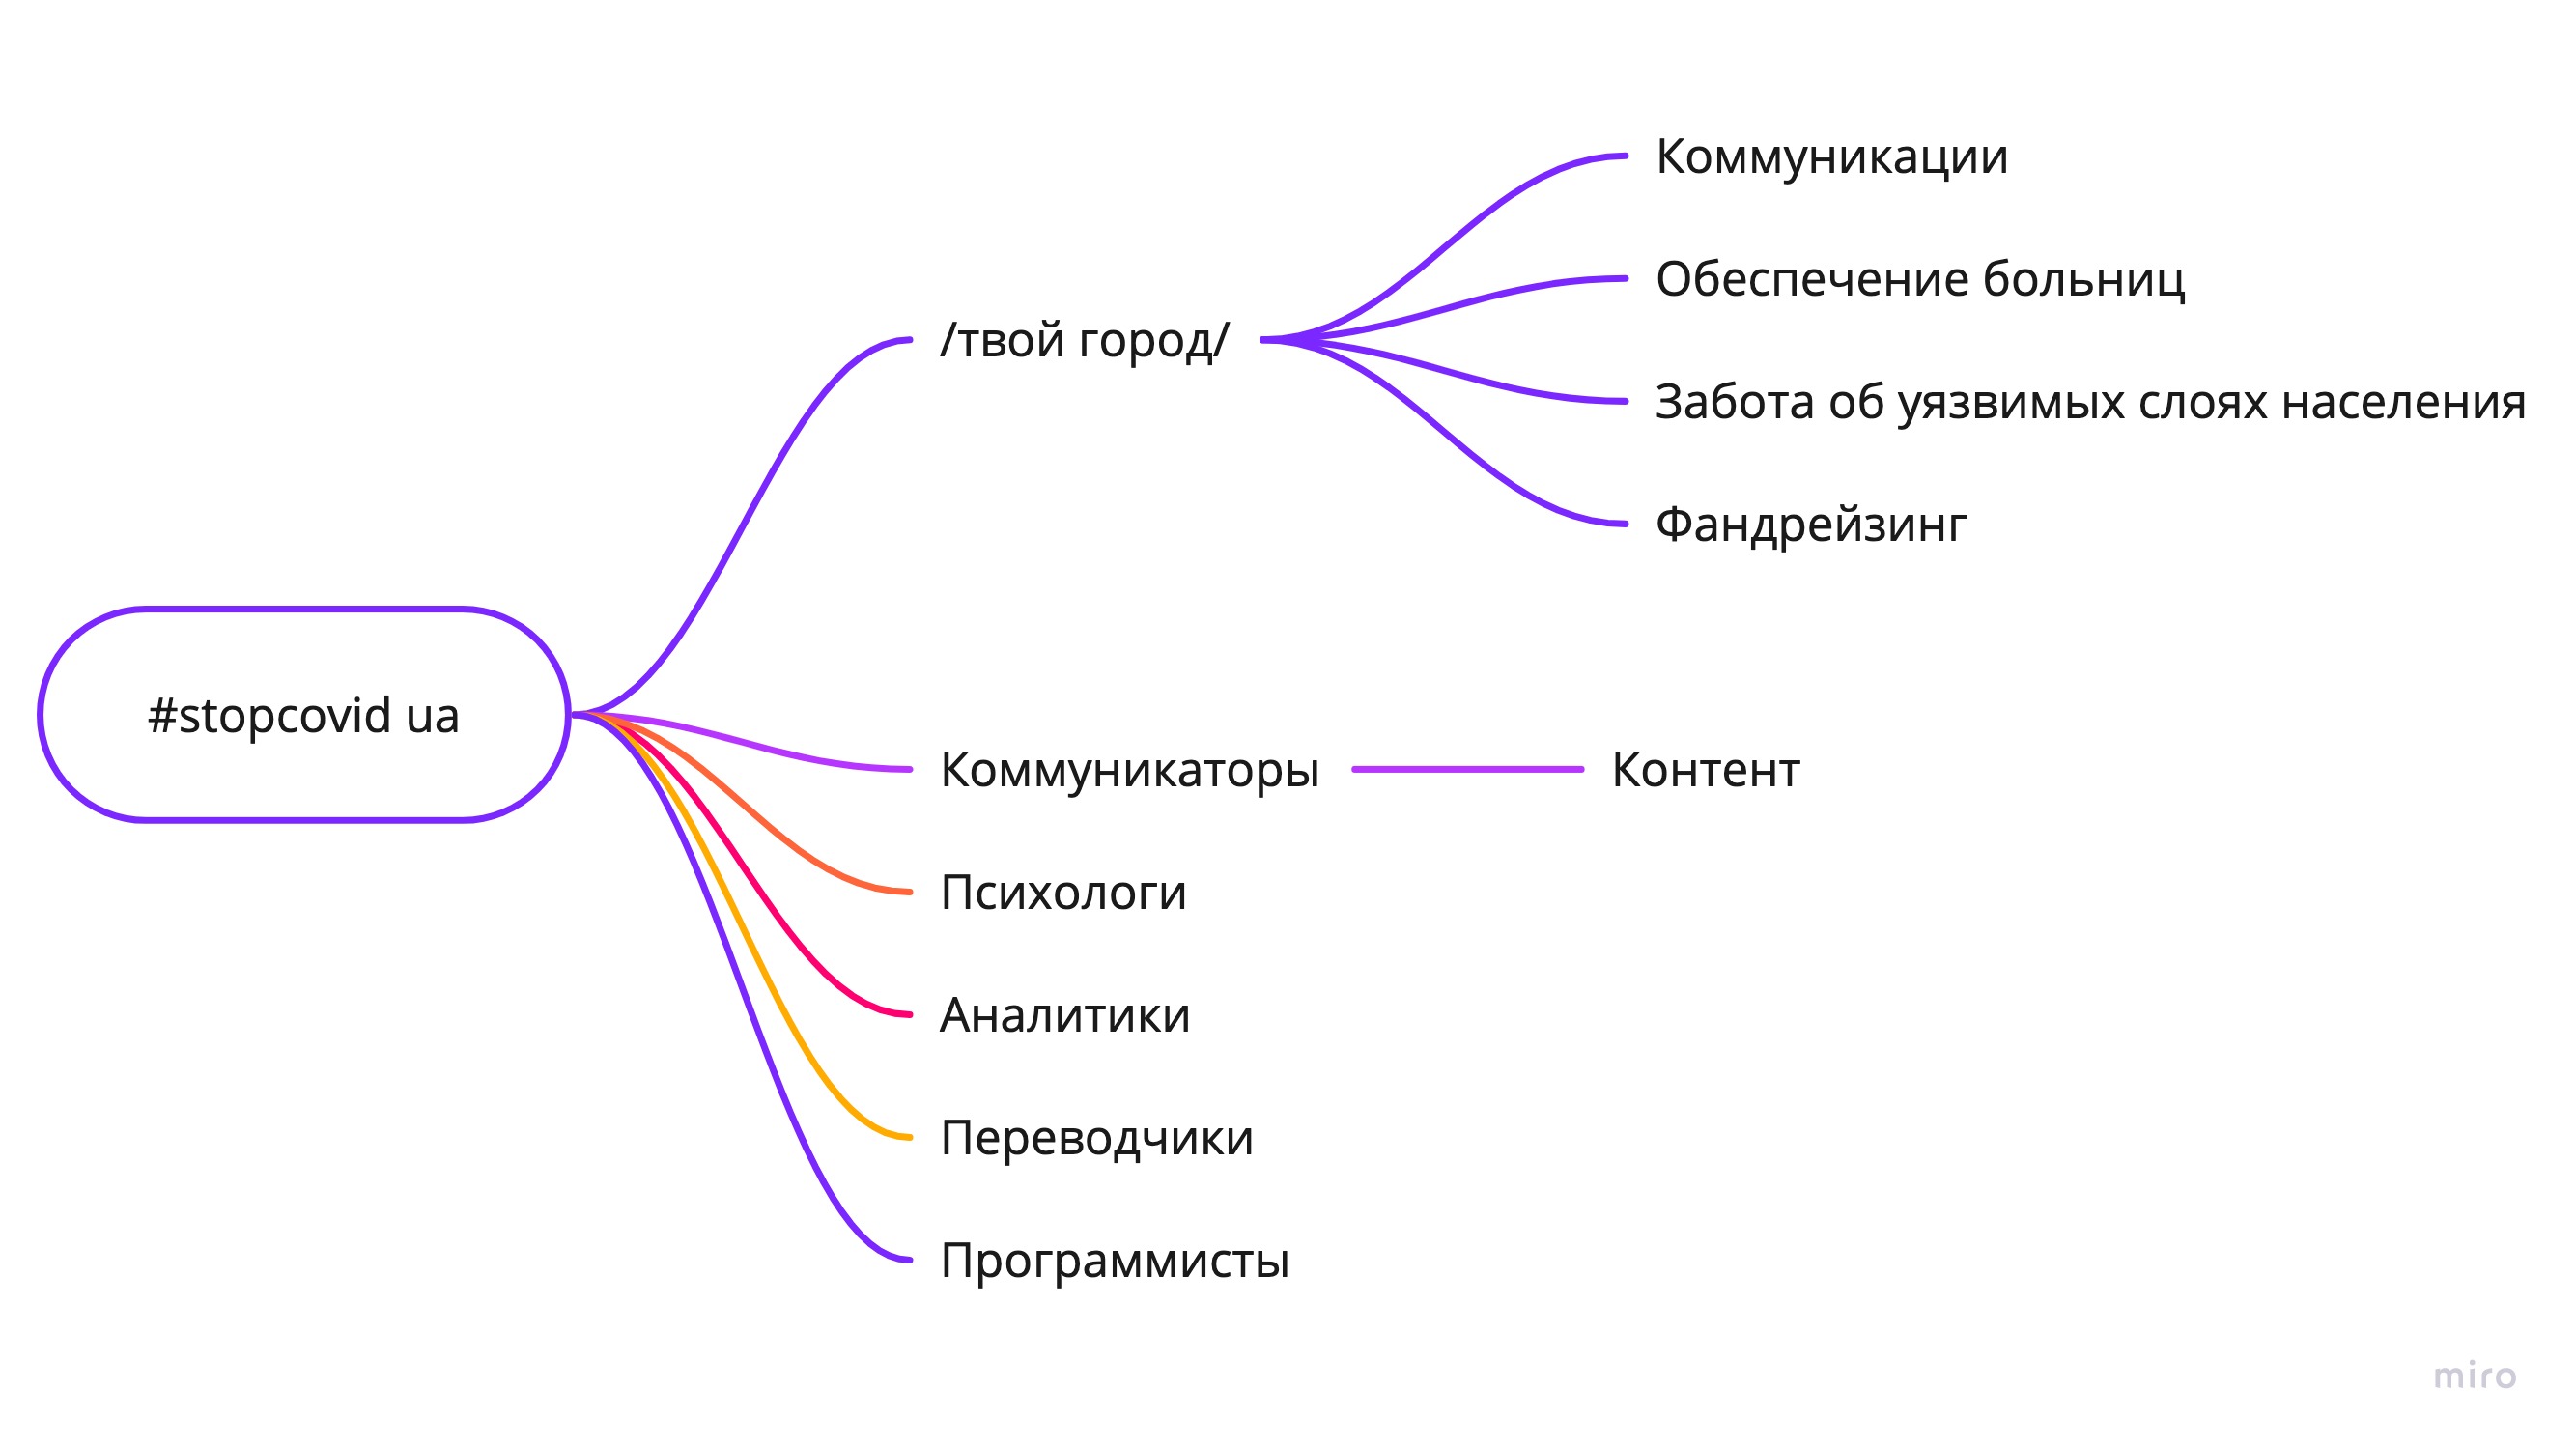 Коммуникации
Обеспечение больниц
/твой город/
Забота об уязвимых слоях населения
Фандрейзинг
#stopcovid ua
Коммуникаторы
Контент
Психологи
Аналитики
Переводчики
Программисты
miro